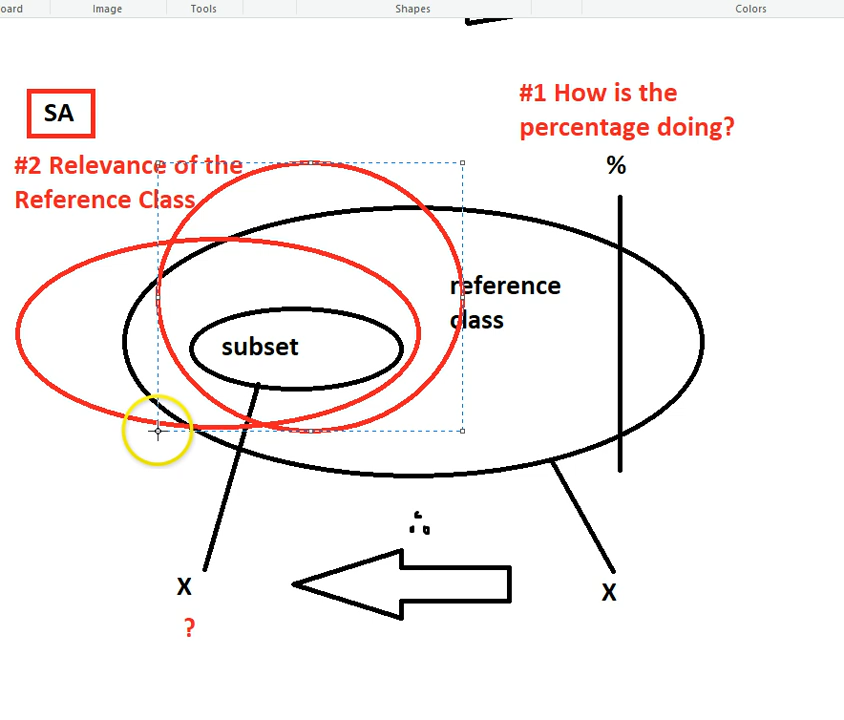 oard Image Tools Shapes Colors
SA
#1 How is the
percentage doing?
#2 Relevance of the
Reference Class
%
reference
class
subset
X
X
?